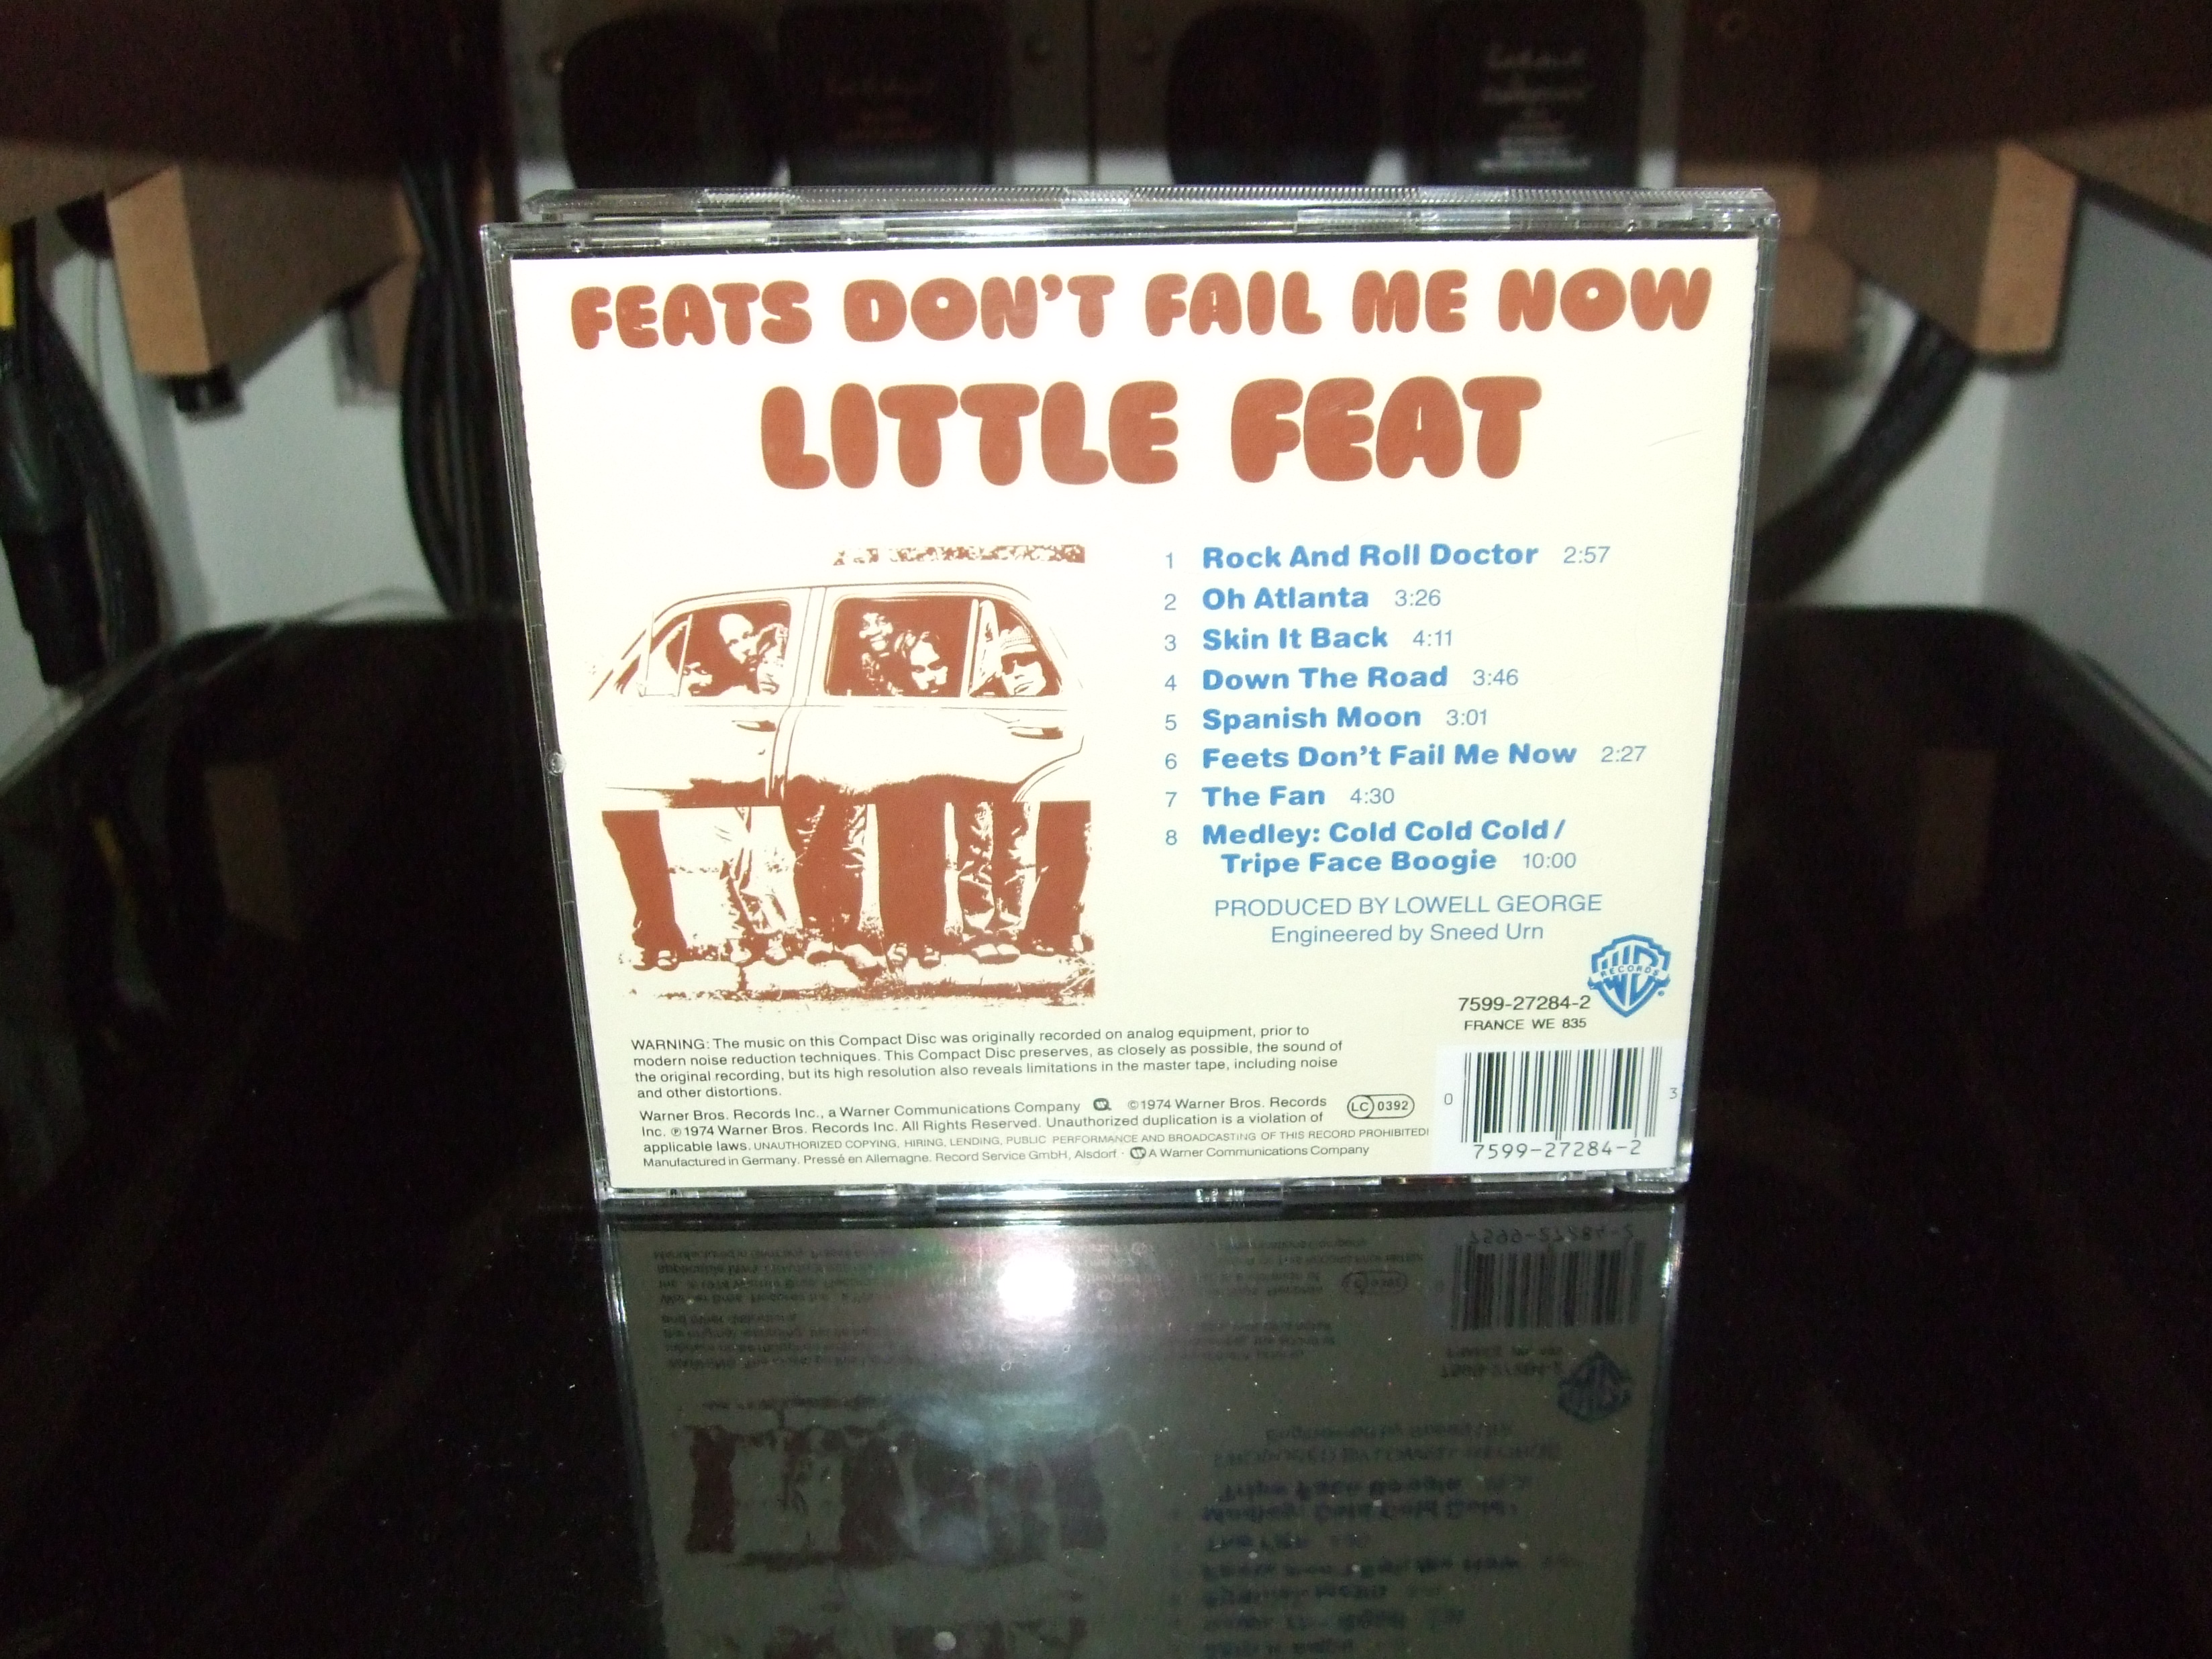 FEATS DON'T FAIL ME NOW
LITTLE FEAT
1 Rock And Roll Doctor 2:57
2 Oh Atlanta 3:26
3 Skin It Back 4:11
4 Down The Road 3:46
5 Spanish Moon 3:01
6 Feets Don't Fail Me Now 2:27
7 The Fan 4:30
8 Medley: Cold Cold Cold /
Tripe Face Boogie 10:00
PRODUCED BY LOWELL GEORGE
Engineered by Sneed Urn
RECORDS
7599-27284-2
FRANCE WE 835
WARNING: The music on this Compact Disc was originally recorded on analog equipment, prior to
modern noise reduction techniques. This Compact Disc preserves, as closely as possible, the sound of
the original recording, but its high resolution also reveals limitations in the master tape, including noise
and other distortions.
Warner Bros. Records Inc., a Warner Communications Company ©1974 Warner Bros. Records
Inc. ℗1974 Warner Bros. Records Inc. All Rights Reserved. Unauthorized duplication is a violation of
applicable laws. UNAUTHORIZED COPYING, HIRING, LENDING, PUBLIC PERFORMANCE AND BROADCASTING OF THIS RECORD PROHIBITED!
Manufactured in Germany. Pressé en Allemagne. Record Service GmbH, Alsdorf · A Warner Communications Company
LC 0392
0 7599-27284-2 3